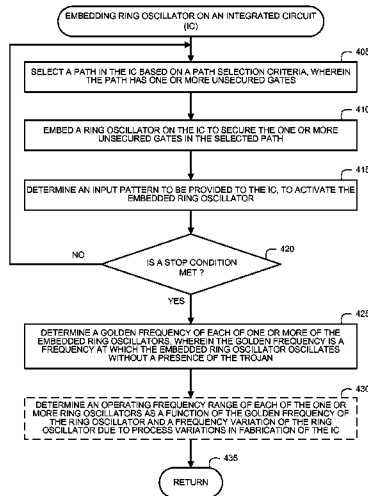 EMBEDDING RING OSCILLATOR ON AN INTEGRATED CIRCUIT
(IC)
405
SELECT A PATH IN THE IC BASED ON A PATH SELECTION CRITERIA, WHEREIN
THE PATH HAS ONE OR MORE UNSECURED GATES
410
EMBED A RING OSCILLATOR ON THE IC TO SECURE THE ONE OR MORE
UNSECURED GATES IN THE SELECTED PATH
415
DETERMINE AN INPUT PATTERN TO BE PROVIDED TO THE IC, TO ACTIVATE THE
EMBEDDED RING OSCILLATOR
420
NO
IS A STOP CONDITION
MET ?
YES
425
DETERMINE A GOLDEN FREQUENCY OF EACH OF ONE OR MORE OF THE
EMBEDDED RING OSCILLATORS, WHEREIN THE GOLDEN FREQUENCY IS A
FREQUENCY AT WHICH THE EMBEDDED RING OSCILLATOR OSCILLATES
WITHOUT A PRESENCE OF THE TROJAN
430
DETERMINE AN OPERATING FREQUENCY RANGE OF EACH OF THE ONE OR
MORE RING OSCILLATORS AS A FUNCTION OF THE GOLDEN FREQUENCY OF
THE RING OSCILLATOR AND A FREQUENCY VARIATION OF THE RING
OSCILLATOR DUE TO PROCESS VARIATIONS IN FABRICATION OF THE IC
435
RETURN